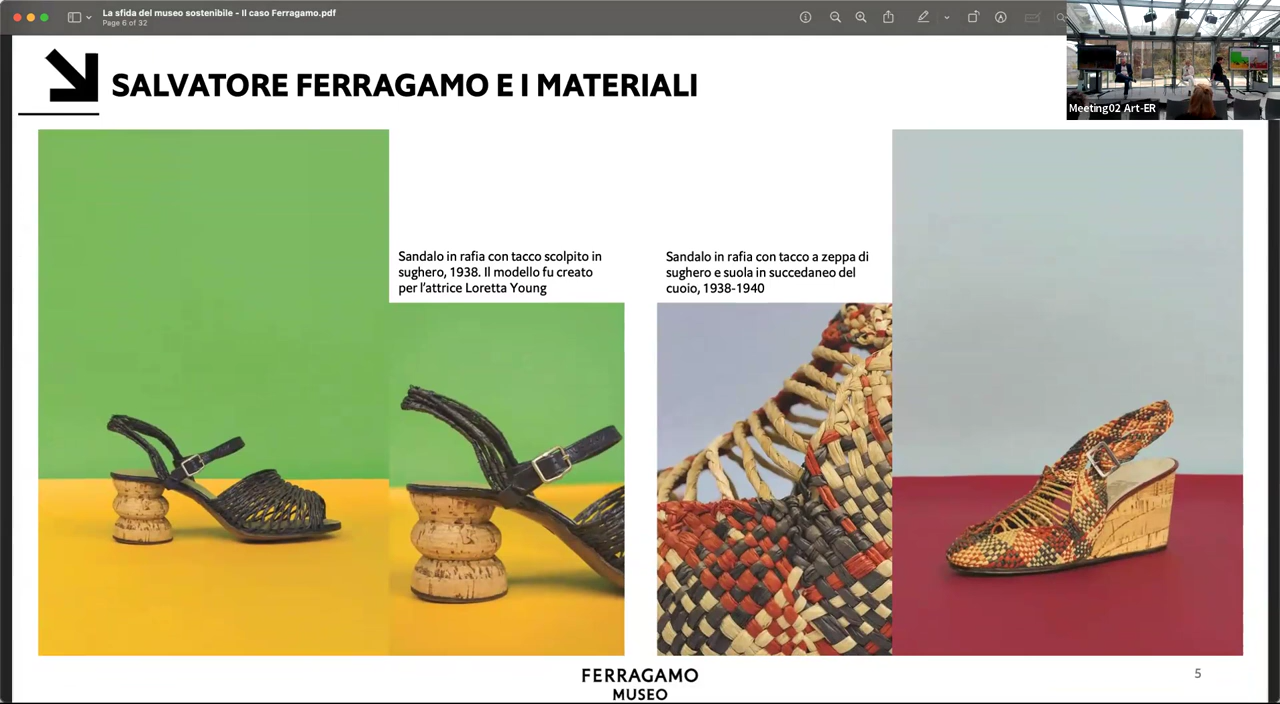 La sfida del museo sostenibile - Il caso Ferragamo.pdf
Page 6 of 32
Meeting02 Art-ER
SALVATORE FERRAGAMO E I MATERIALI
Sandalo in rafia con tacco scolpito in
sughero, 1938. Il modello fu creato
per l'attrice Loretta Young
Sandalo in rafia con tacco a zeppa di
sughero e suola in succedaneo del
cuoio, 1938-1940
FERRAGAMO
MUSEO
5